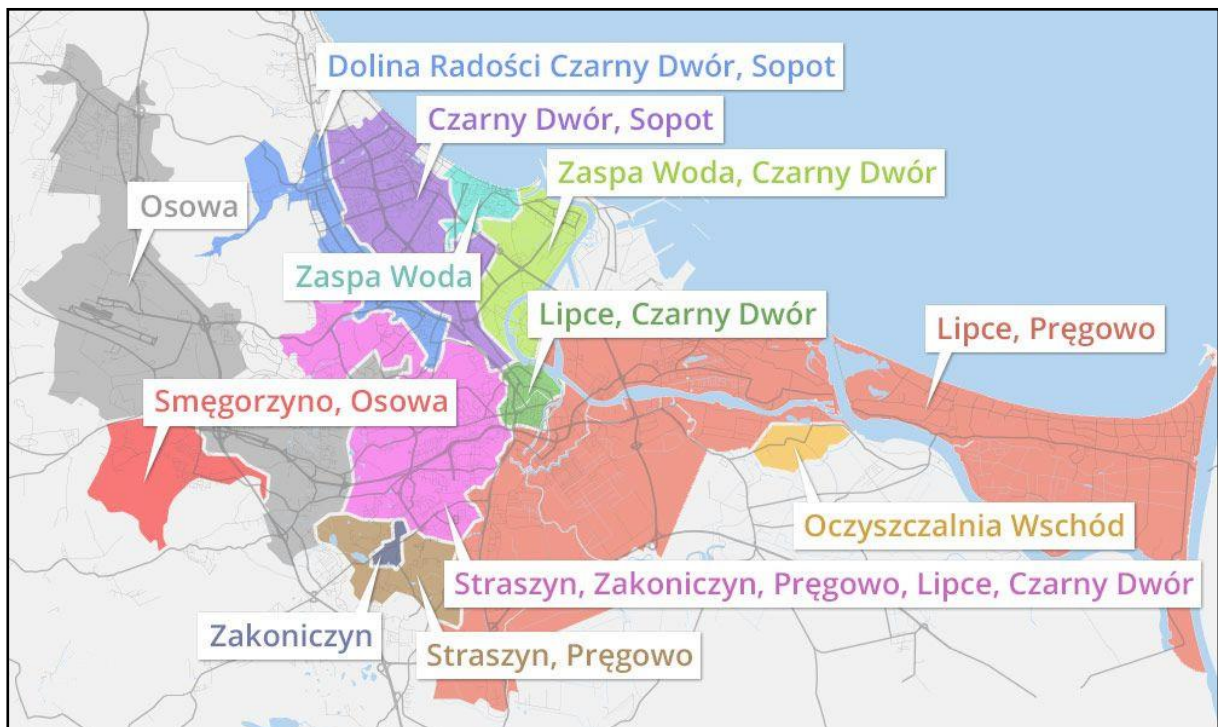 Dolina Radości Czarny Dwór, Sopot
Czarny Dwór, Sopot
Zaspa Woda, Czarny Dwór
Osowa
Zaspa Woda
Lipce, Czarny Dwór
Lipce, Pręgowo
Smęgorzyno, Osowa
Oczyszczalnia Wschód
Straszyn, Zakoniczyn, Pręgowo, Lipce, Czarny Dwór
Zakoniczyn
Straszyn, Pręgowo